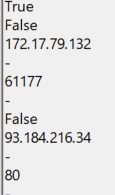 True
False
172.17.79.132
-
61177
-
False
93.184.216.34
-
80
-